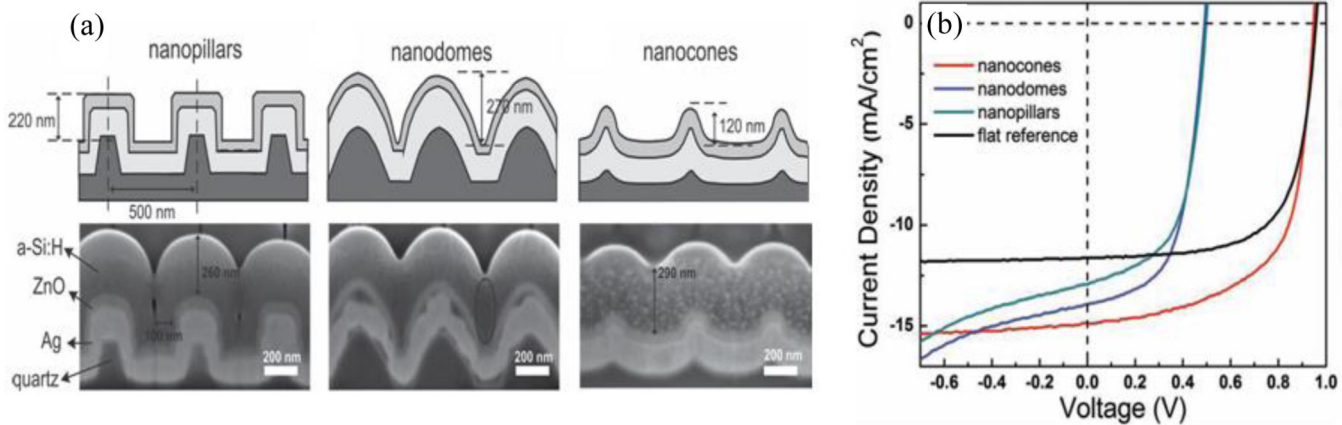 (a)
nanopillars
nanodomes
nanocones
220 nm
270 nm
120 nm
500 nm
a-Si:H
ZnO
Ag
quartz
260 nm
100 nm
200 nm
200 nm
290 nm
200 nm
(b)
Current Density (mA/cm²)
0
-5
-10
-15
nanocones
nanodomes
nanopillars
flat reference
-0.6
-0.4
-0.2
0.0
0.2
0.4
0.6
0.8
1.0
Voltage (V)